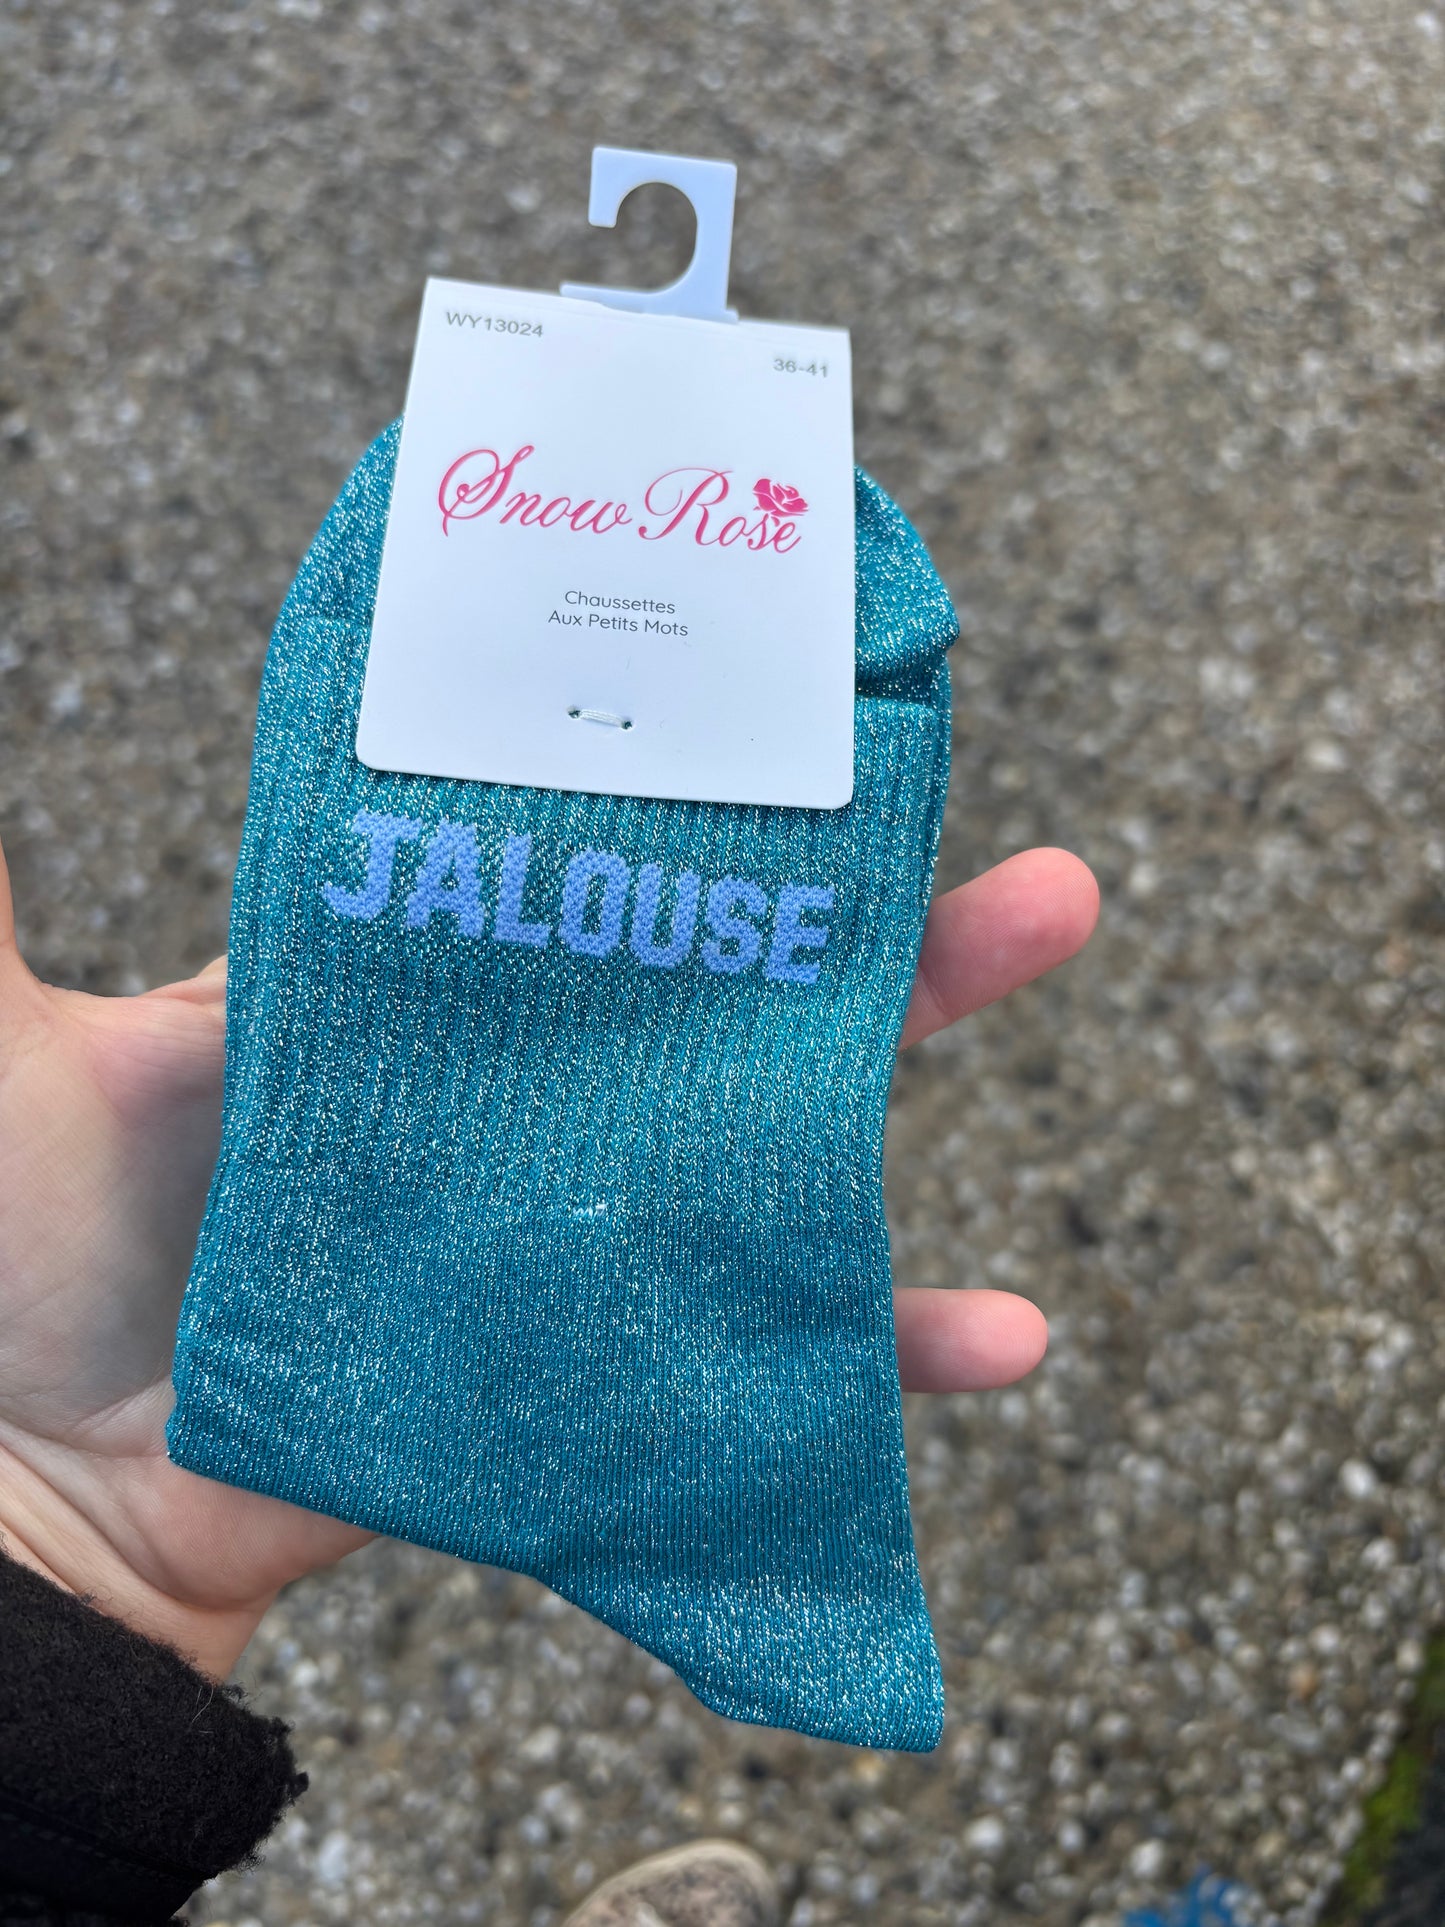 WY13024
36-41
Snow Rose
Chaussettes
Aux Petits Mots
JALOUSE